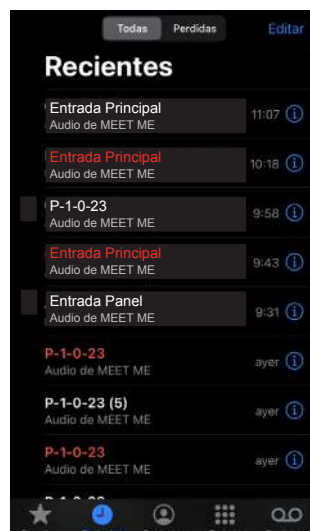 Todas Perdidas Editar
Recientes
Entrada Principal
Audio de MEET ME
11:07
Entrada Principal
Audio de MEET ME
10:18
P-1-0-23
Audio de MEET ME
9:58
Entrada Principal
Audio de MEET ME
9:43
Entrada Panel
Audio de MEET ME
9:31
P-1-0-23
Audio de MEET ME
ayer
P-1-0-23 (5)
Audio de MEET ME
ayer
P-1-0-23
Audio de MEET ME
ayer